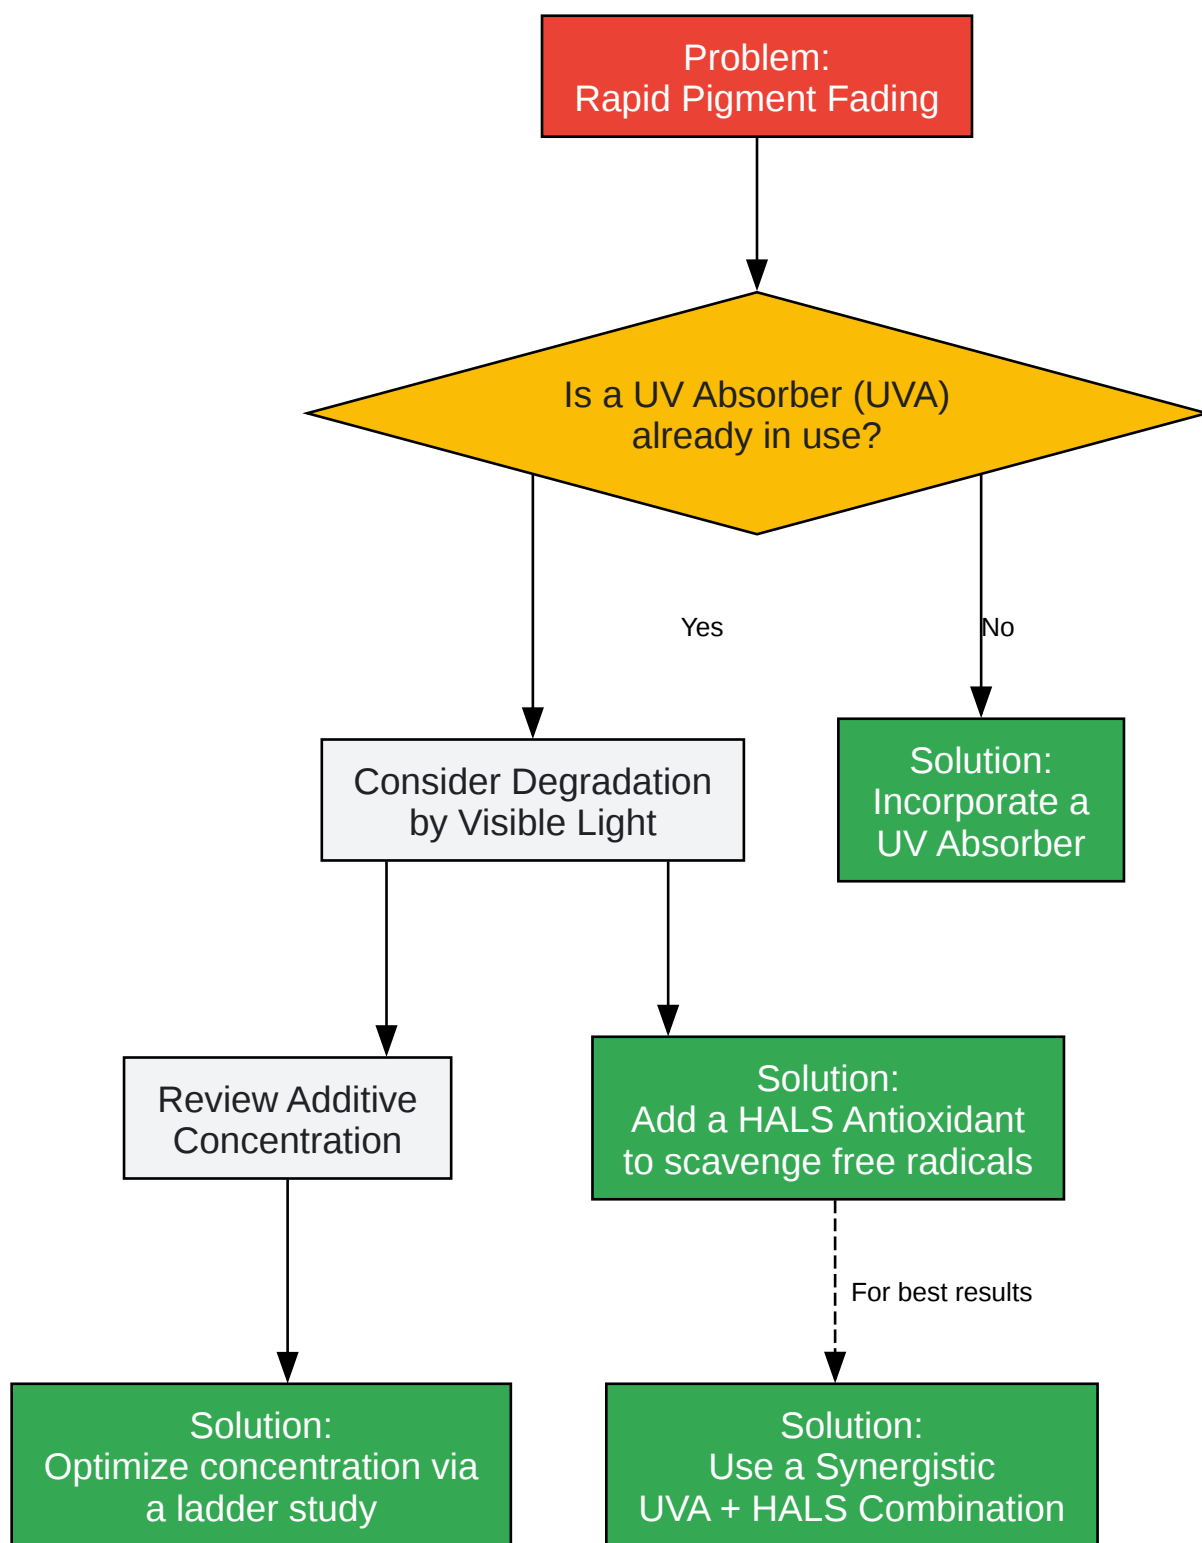 Problem:
Rapid Pigment Fading
Is a UV Absorber (UVA)
already in use?
Yes
No
Consider Degradation
by Visible Light
Solution:
Incorporate a
UV Absorber
Review Additive
Concentration
Solution:
Add a HALS Antioxidant
to scavenge free radicals
For best results
Solution:
Optimize concentration via
a ladder study
Solution:
Use a Synergistic
UVA + HALS Combination